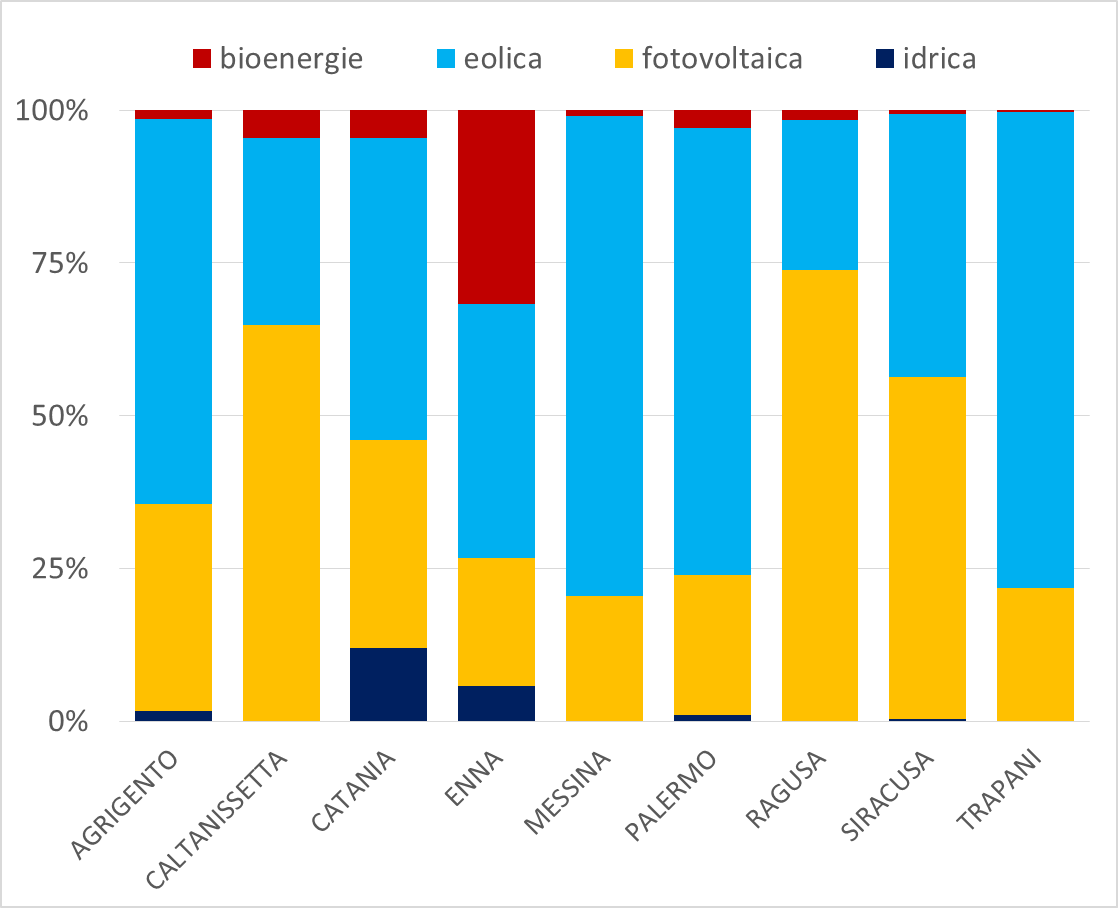 bioenergie eolica fotovoltaica idrica
100%
75%
50%
25%
0%
AGRIGENTO
CALTANISSETTA
CATANIA
ENNA
MESSINA
PALERMO
RAGUSA
SIRACUSA
TRAPANI